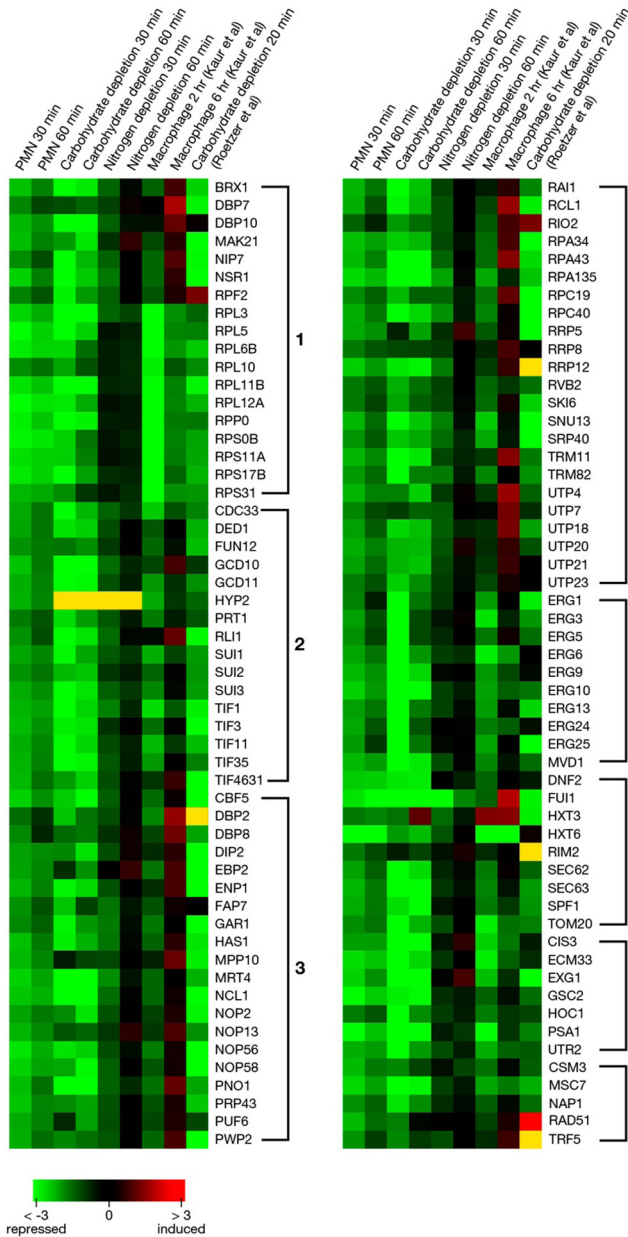 PMN 30 min
PMN 60 min
Carbohydrate depletion 30 min
Carbohydrate depletion 60 min
Nitrogen depletion 30 min
Nitrogen depletion 60 min
Macrophage 2 hr (Kaur et al)
Macrophage 6 hr (Kaur et al)
Carbohydrate depletion 20 min
(Roetzer et al)
BRX1
DBP7
DBP10
MAK21
NIP7
NSR1
RPF2
RPL3
RPL5
RPL6B
RPL10
RPL11B
RPL12A
RPP0
RPS0B
RPS11A
RPS17B
RPS31
1
CDC33
DED1
FUN12
GCD10
GCD11
HYP2
PRT1
RLI1
SUI1
SUI2
SUI3
TIF1
TIF3
TIF11
TIF35
TIF4631
2
CBF5
DBP2
DBP8
DIP2
EBP2
ENP1
FAP7
GAR1
HAS1
MPP10
MRT4
NCL1
NOP2
NOP13
NOP56
NOP58
PNO1
PRP43
PUF6
PWP2
3
PMN 30 min
PMN 60 min
Carbohydrate depletion 30 min
Carbohydrate depletion 60 min
Nitrogen depletion 30 min
Nitrogen depletion 60 min
Macrophage 2 hr (Kaur et al)
Macrophage 6 hr (Kaur et al)
Carbohydrate depletion 20 min
(Roetzer et al)
RAI1
RCL1
RIO2
RPA34
RPA43
RPA135
RPC19
RPC40
RRP5
RRP8
RRP12
RVB2
SKI6
SNU13
SRP40
TRM11
TRM82
UTP4
UTP7
UTP18
UTP20
UTP21
UTP23
ERG1
ERG3
ERG5
ERG6
ERG9
ERG10
ERG13
ERG24
ERG25
MVD1
DNF2
FUI1
HXT3
HXT6
RIM2
SEC62
SEC63
SPF1
TOM20
CIS3
ECM33
EXG1
GSC2
HOC1
PSA1
UTR2
CSM3
MSC7
NAP1
RAD51
TRF5
< -3 0 > 3
repressed induced